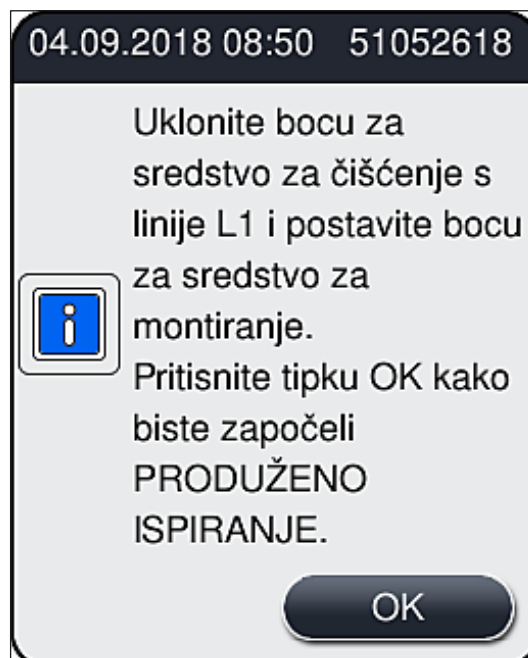 04.09.2018 08:50 51052618
Uklonite bocu za
sredstvo za čišćenje s
linije L1 i postavite bocu
za sredstvo za
montiranje.
Pritisnite tipku OK kako
biste započeli
PRODUŽENO
ISPIRANJE.
OK